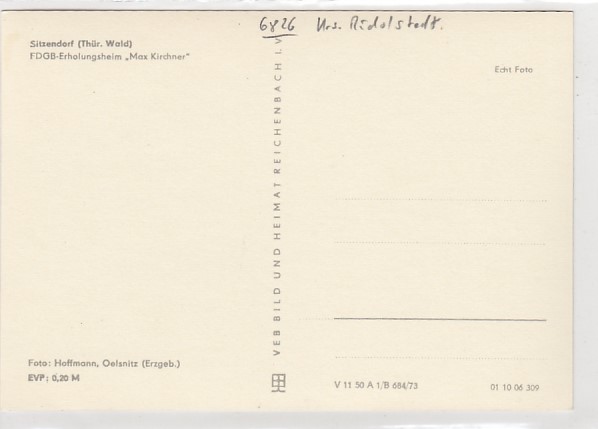 6826 Krs. Rudolstadt.
Sitzendorf (Thür. Wald)
FDGB-Erholungsheim „Max Kirchner"
Echt Foto
VEB BILD UND HEIMAT REICHENBACH I. V.
Foto: Hoffmann, Oelsnitz (Erzgeb.)
EVP: 0,20 M
V 11 50 A 1/B 684/73
01 10 06 309